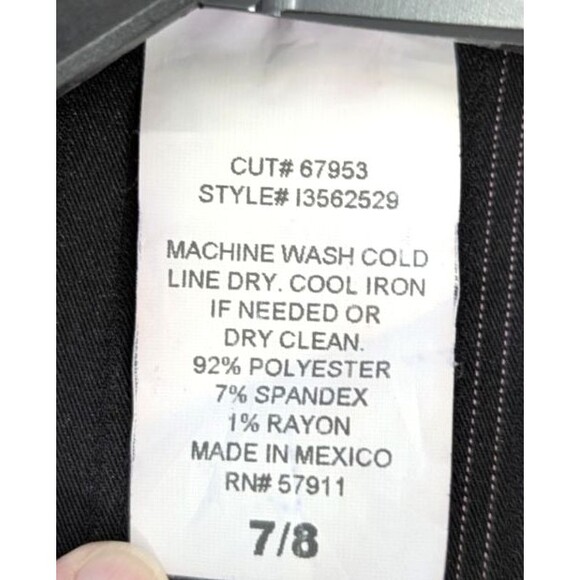 CUT# 67953
STYLE# I3562529
MACHINE WASH COLD
LINE DRY. COOL IRON
IF NEEDED OR
DRY CLEAN.
92% POLYESTER
7% SPANDEX
1% RAYON
MADE IN MEXICO
RN# 57911
7/8